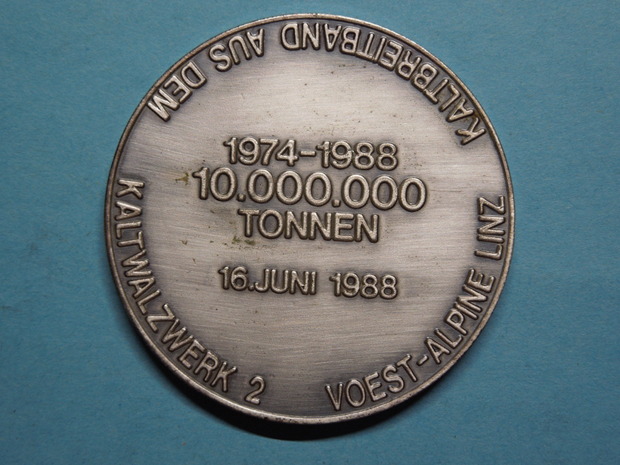 1974-1988
10.000.000
TONNEN
16.JUNI 1988
KALTBREITBAND AUS DEM
KALTWALZWERK 2
VOEST-ALPINE LINZ